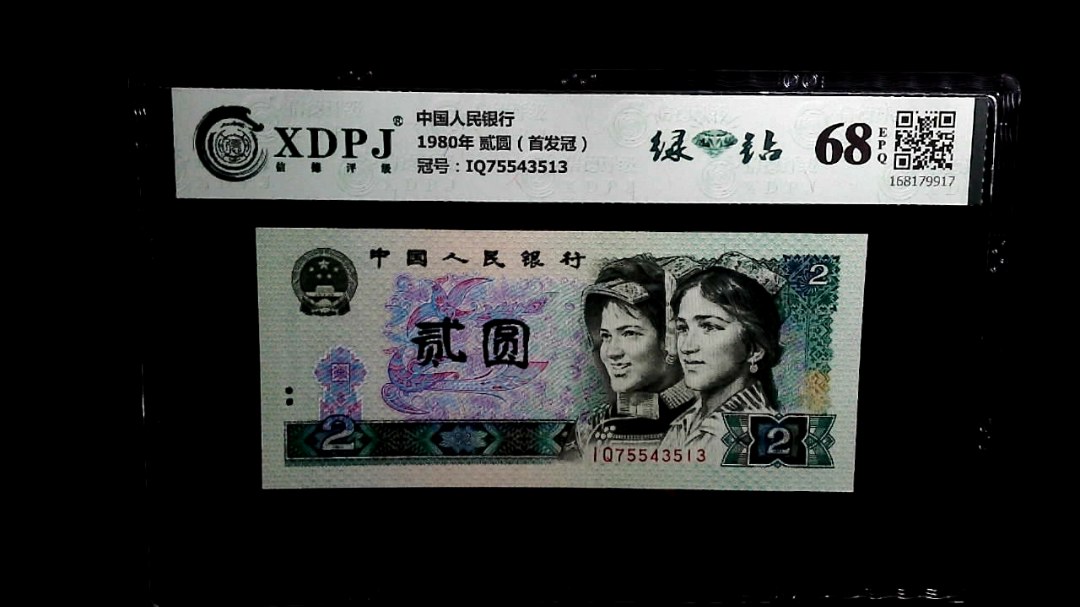 XDPJ®
信德评级
中国人民银行
1980年 贰圆（首发冠）
冠号：IQ75543513
绿钻
68
EPQ
168179917
中国人民银行
2
贰圆
2
IQ75543513
2